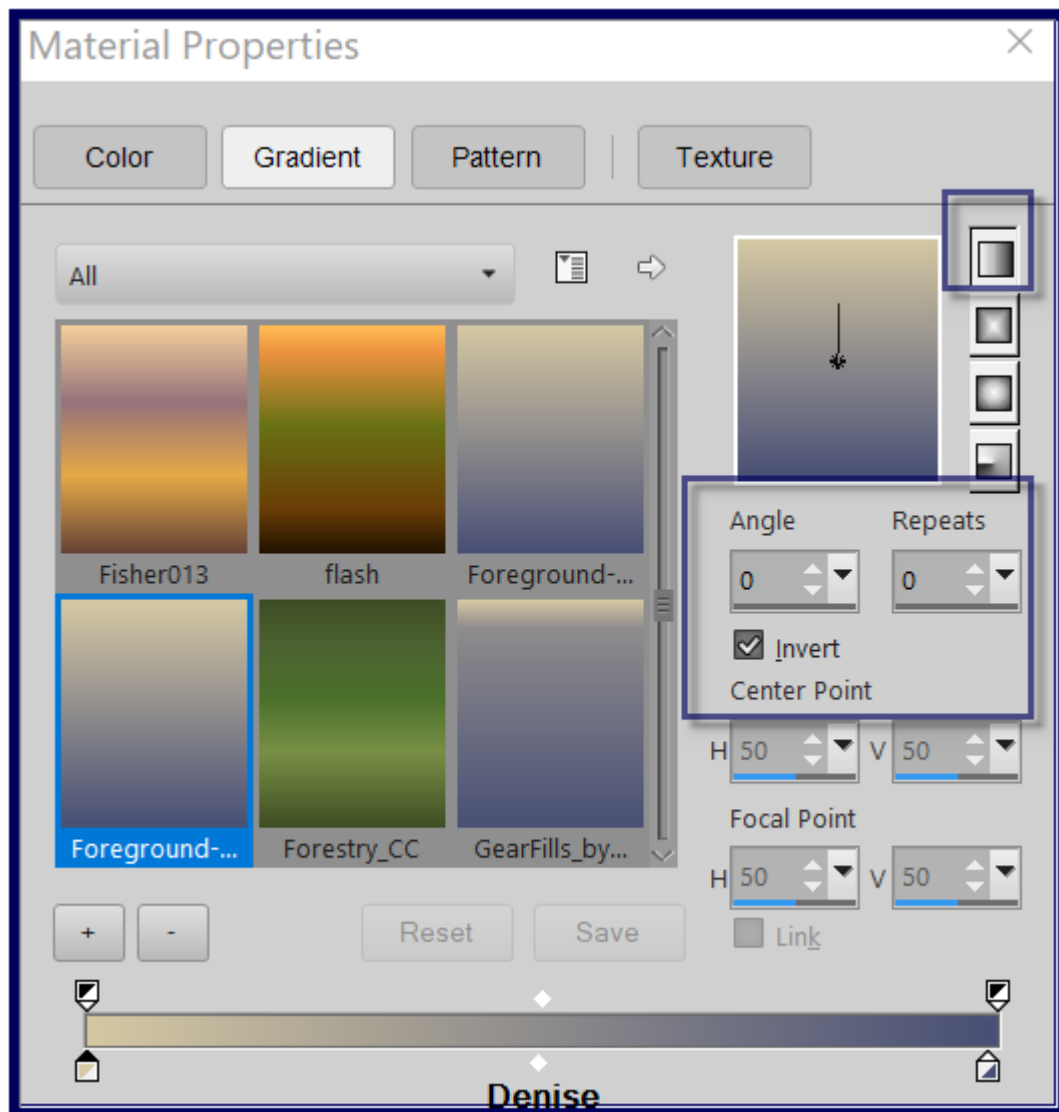 Material Properties
Color Gradient Pattern Texture
All
Fisher013 flash Foreground-...
Foreground-... Forestry_CC GearFills_by...
Angle Repeats
0 0
Invert
Center Point
H 50 V 50
Focal Point
H 50 V 50
Link
+ - Reset Save
Denise